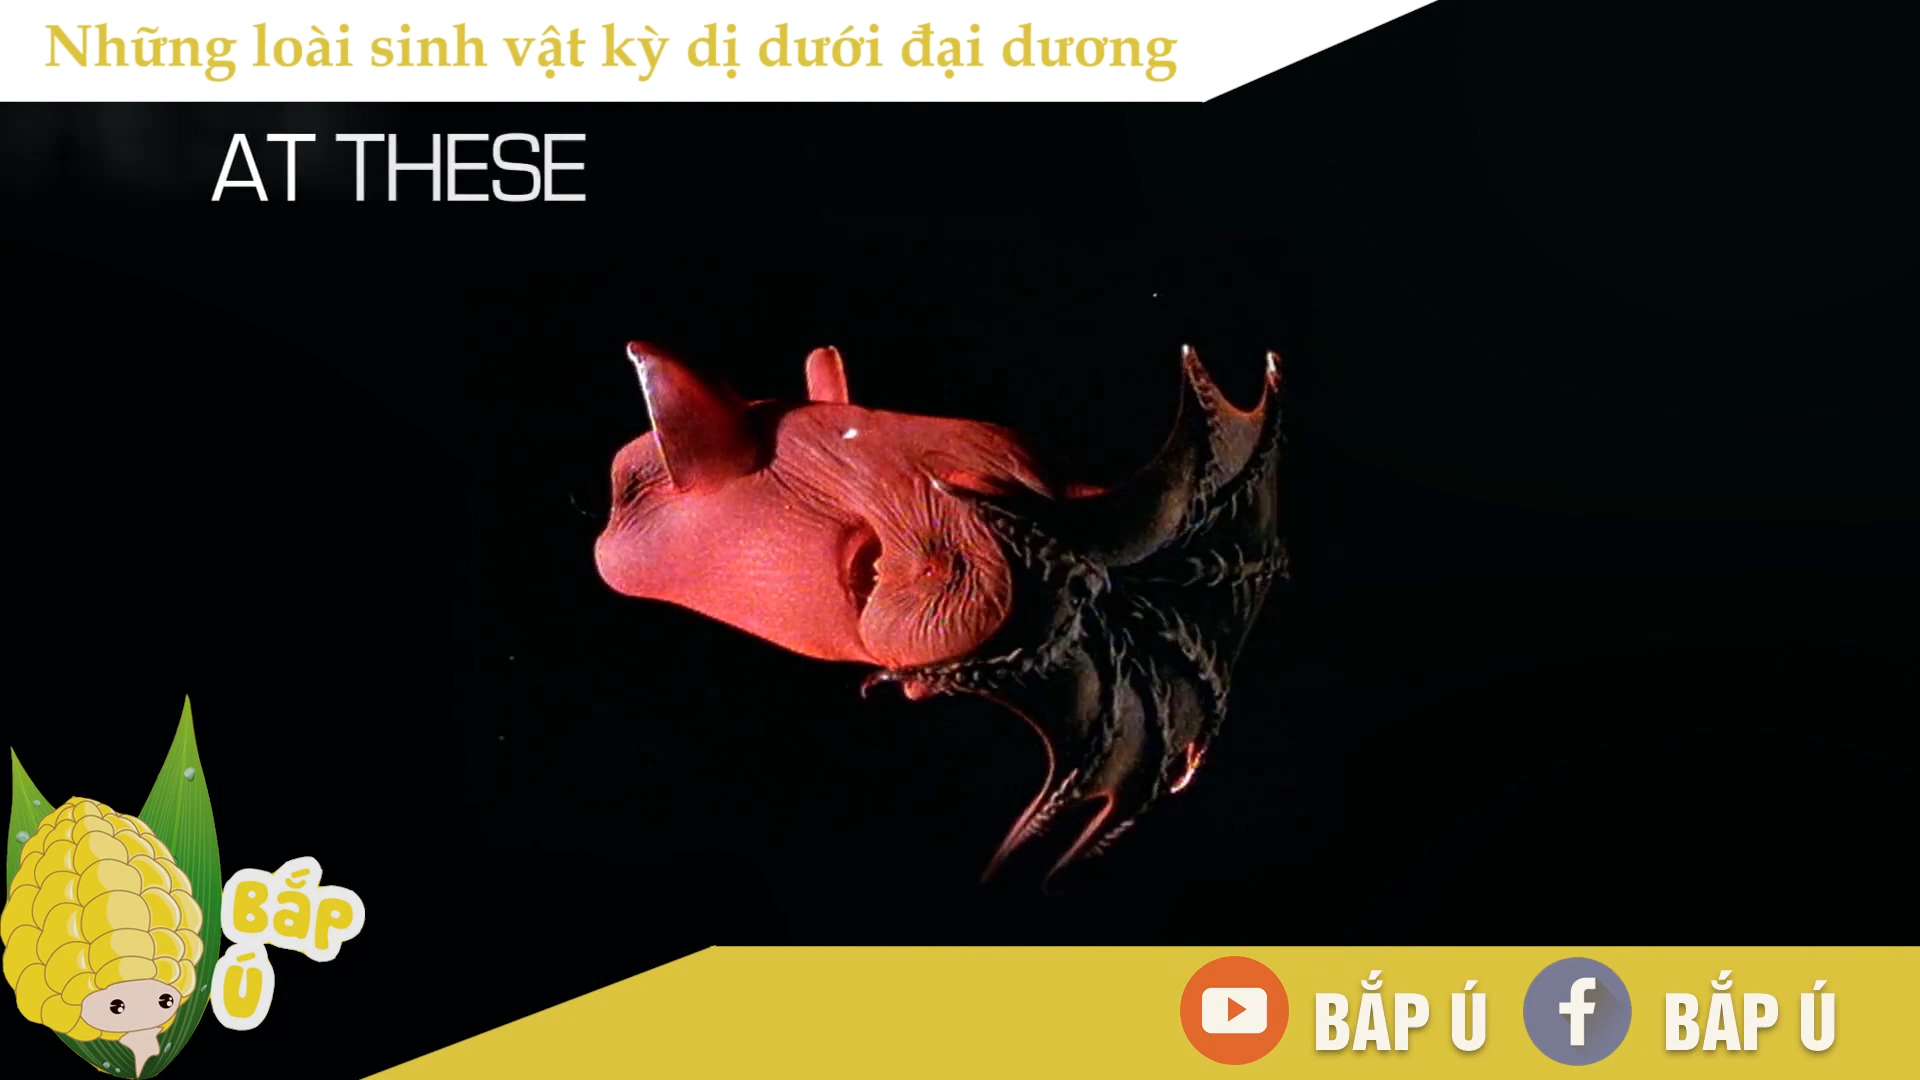 Những loài sinh vật kỳ dị dưới đại dương
AT THESE
BẮP
Ú
BẮP Ú
BẮP Ú